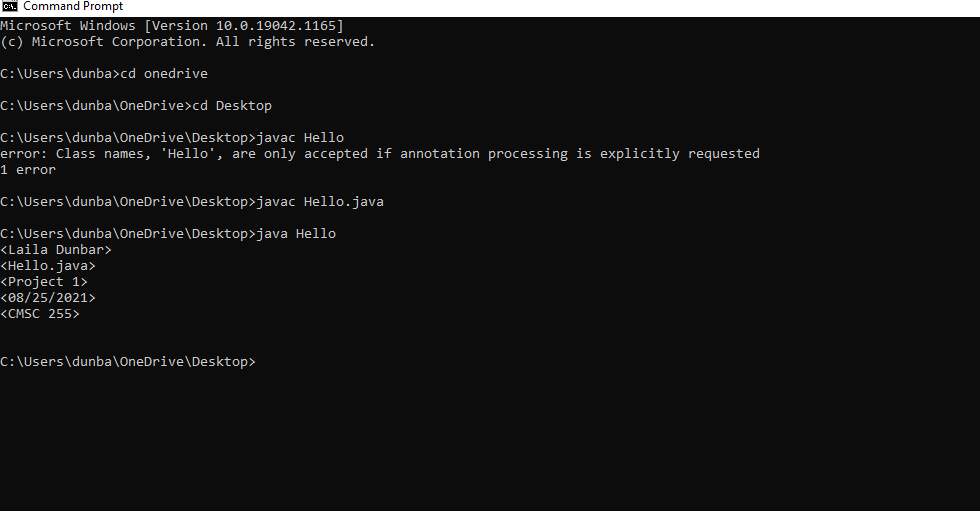 Command Prompt
Microsoft Windows [Version 10.0.19042.1165]
(c) Microsoft Corporation. All rights reserved.
C:\Users\dunba>cd onedrive
C:\Users\dunba\OneDrive>cd Desktop
C:\Users\dunba\OneDrive\Desktop>javac Hello
error: Class names, 'Hello', are only accepted if annotation processing is explicitly requested
1 error
C:\Users\dunba\OneDrive\Desktop>javac Hello.java
C:\Users\dunba\OneDrive\Desktop>java Hello
<Laila Dunbar>
<Hello.java>
<Project 1>
<08/25/2021>
<CMSC 255>
C:\Users\dunba\OneDrive\Desktop>